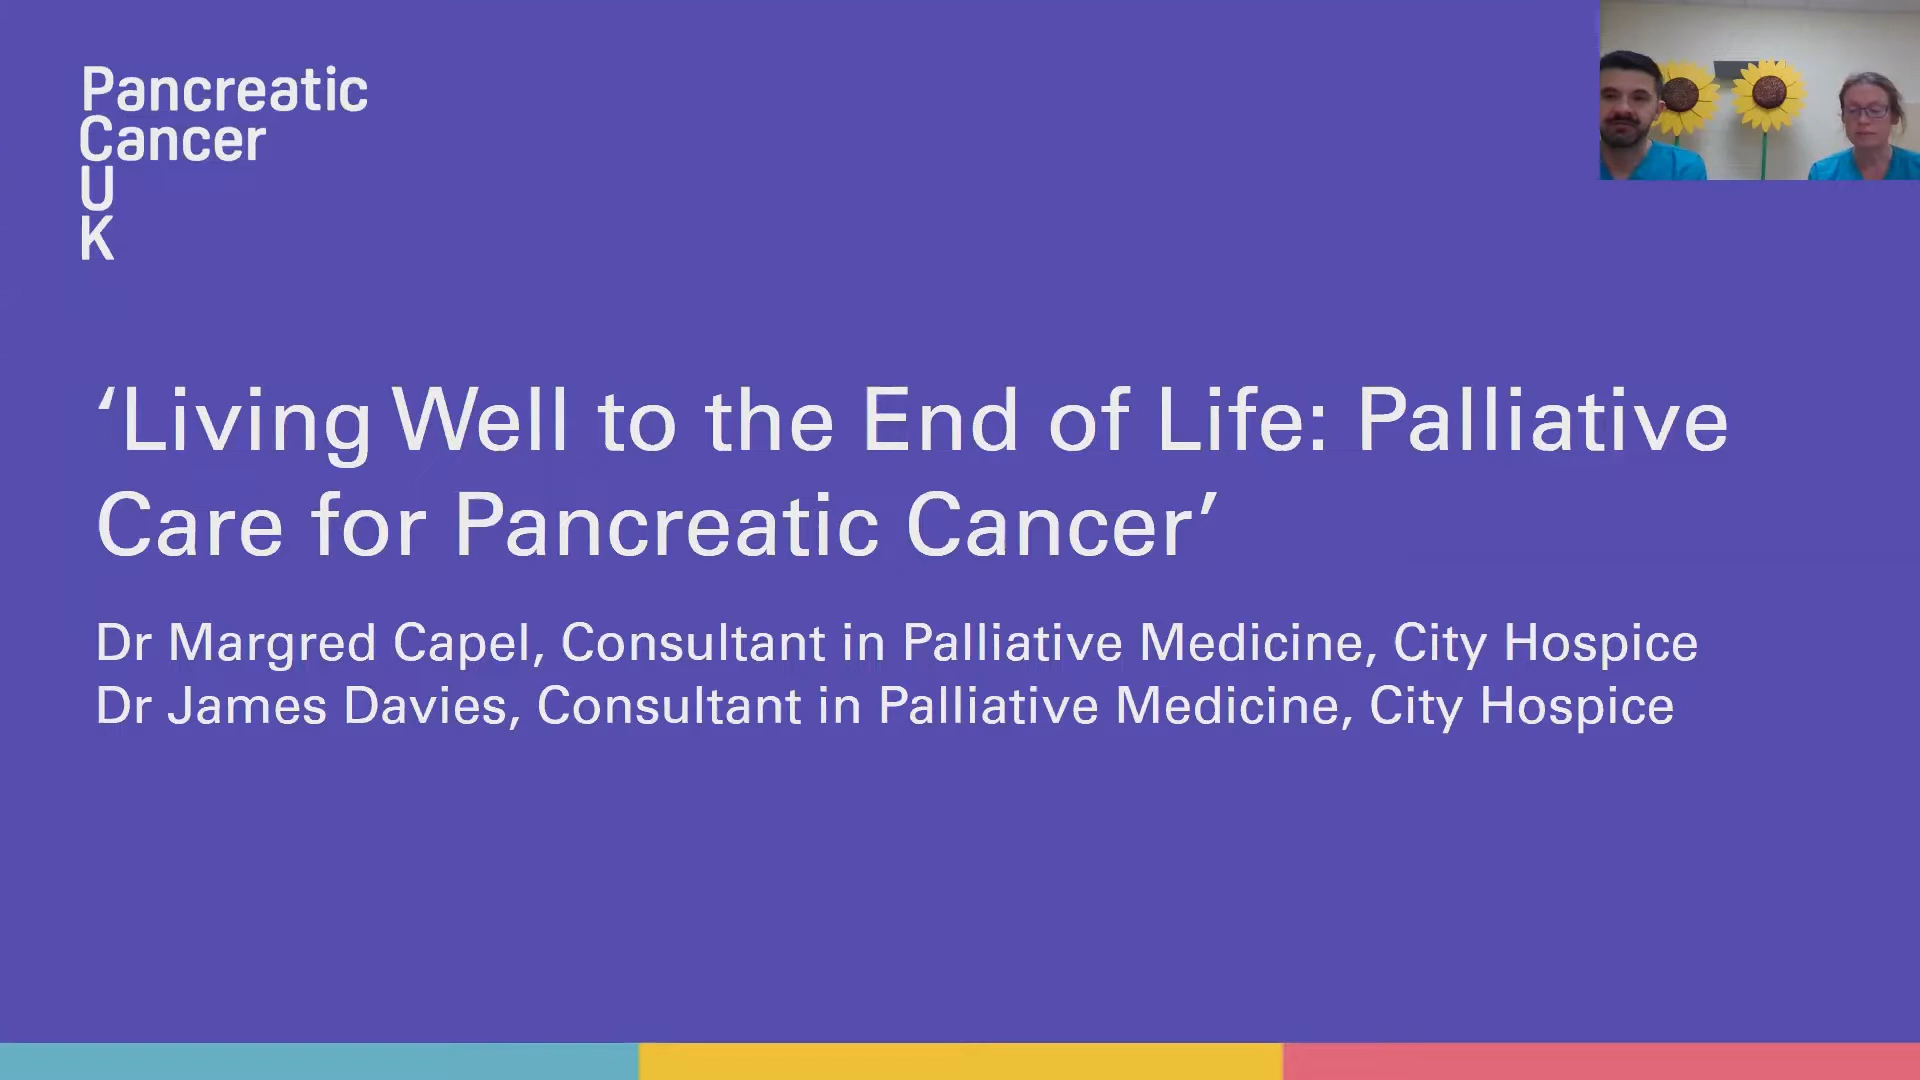 Pancreatic
Cancer
U
K
‘Living Well to the End of Life: Palliative
Care for Pancreatic Cancer’
Dr Margred Capel, Consultant in Palliative Medicine, City Hospice
Dr James Davies, Consultant in Palliative Medicine, City Hospice